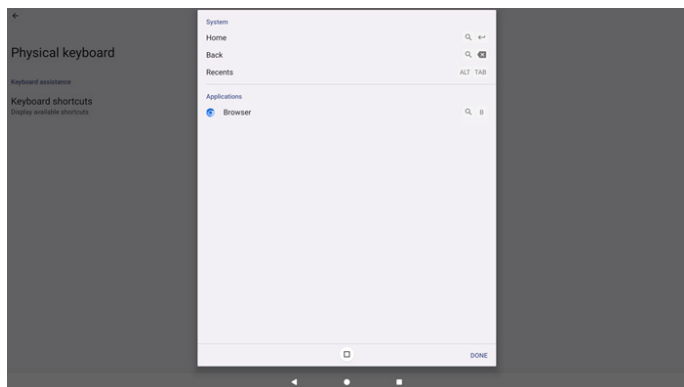 Physical keyboard
Keyboard assistance
Keyboard shortcuts
Display available shortcuts
System
Home
Back
Recents ALT TAB
Applications
Browser B
DONE